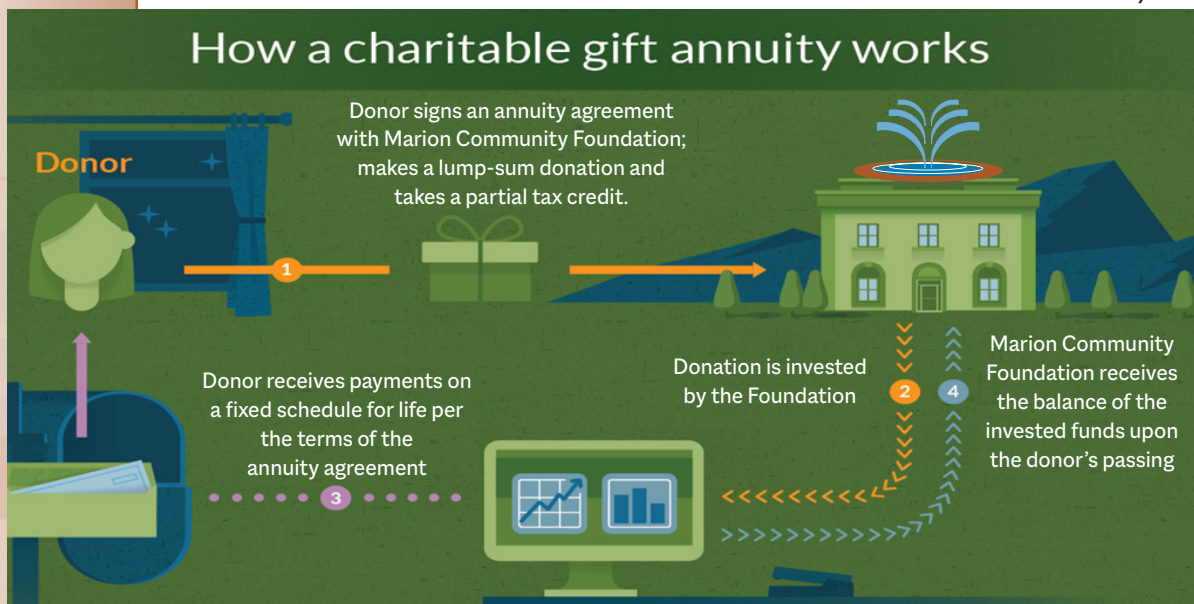 How a charitable gift annuity works
Donor
Donor signs an annuity agreement
with Marion Community Foundation;
makes a lump-sum donation and
takes a partial tax credit.
1
Donation is invested
by the Foundation
2
4
Marion Community
Foundation receives
the balance of the
invested funds upon
the donor’s passing
Donor receives payments on
a fixed schedule for life per
the terms of the
annuity agreement
3